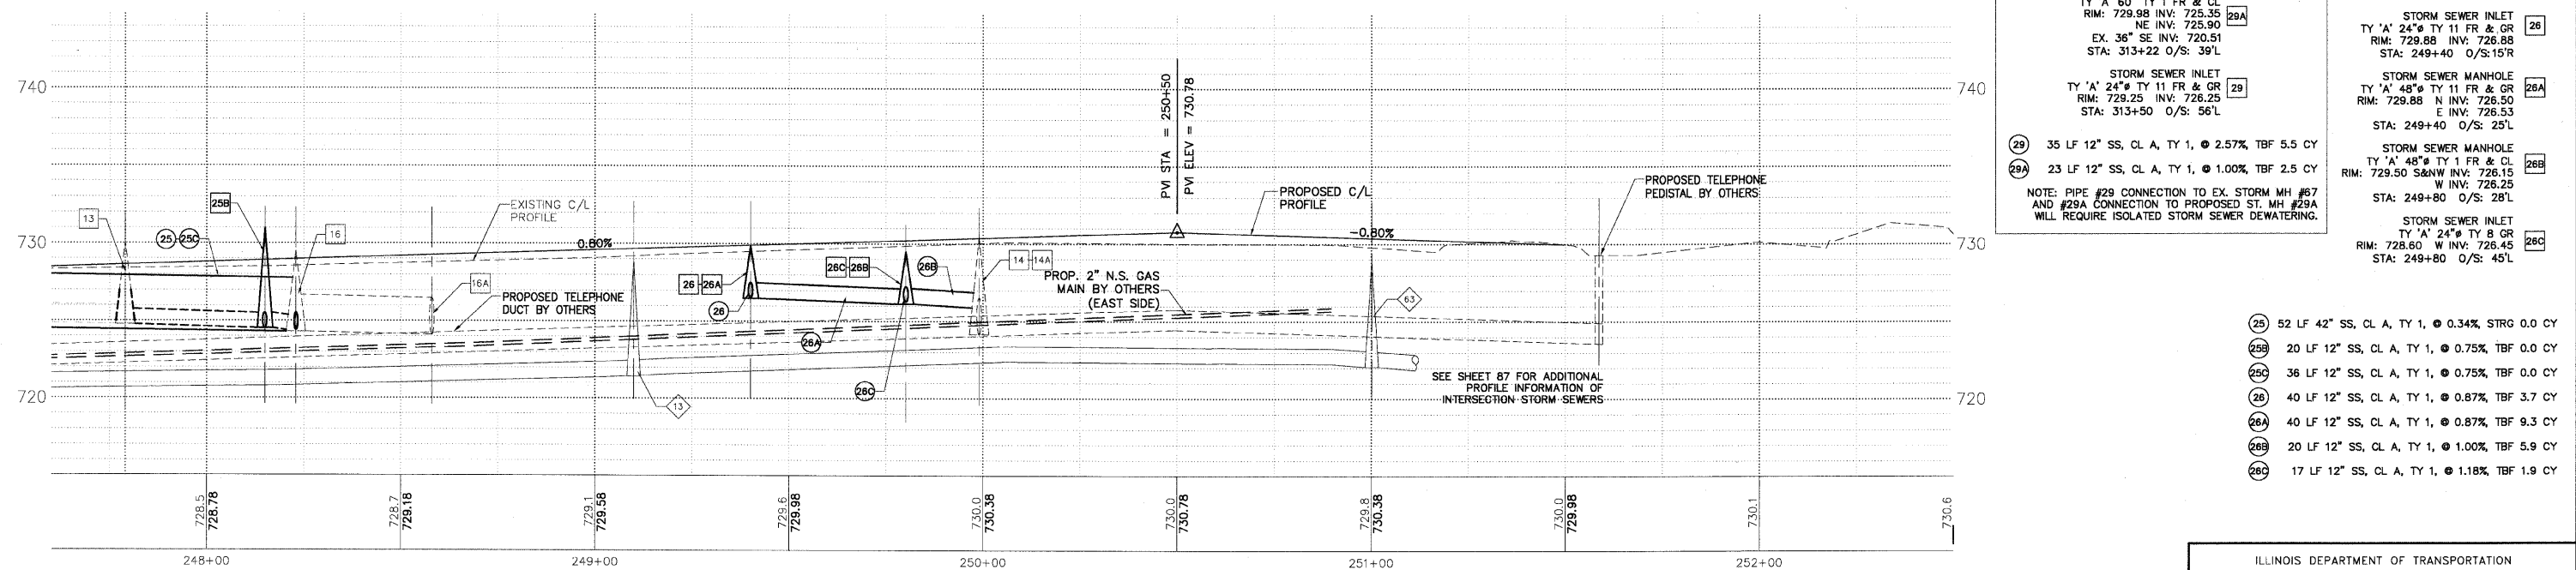 740
730
720
13
25
25C
25B
16
EXISTING C/L
PROFILE
16A
PROPOSED TELEPHONE
DUCT BY OTHERS
0.80%
13
26
26A
26
26A
26C
26B
26B
26C
14
14A
PROP. 2" N.S. GAS
MAIN BY OTHERS
(EAST SIDE)
PVI STA = 250+50
PVI ELEV = 730.78
PROPOSED C/L
PROFILE
-0.80%
63
PROPOSED TELEPHONE
PEDISTAL BY OTHERS
SEE SHEET 87 FOR ADDITIONAL
PROFILE INFORMATION OF
INTERSECTION STORM SEWERS
740
730
720
728.5
728.78
728.7
729.18
729.1
729.58
729.6
729.98
730.0
730.38
730.0
730.78
729.8
730.38
730.0
729.98
730.1
730.6
248+00
249+00
250+00
251+00
252+00
TY 'A' 60" TY 1 FR & CL
RIM: 729.98 INV: 725.35 29A
NE INV: 725.90
EX. 36" SE INV: 720.51
STA: 313+22 O/S: 39'L
STORM SEWER INLET
TY 'A' 24"ø TY 11 FR & GR 29
RIM: 729.25 INV: 726.25
STA: 313+50 O/S: 56'L
29 35 LF 12" SS, CL A, TY 1, @ 2.57%, TBF 5.5 CY
29A 23 LF 12" SS, CL A, TY 1, @ 1.00%, TBF 2.5 CY
NOTE: PIPE #29 CONNECTION TO EX. STORM MH #67
AND #29A CONNECTION TO PROPOSED ST. MH #29A
WILL REQUIRE ISOLATED STORM SEWER DEWATERING.
STORM SEWER INLET
TY 'A' 24"ø TY 11 FR & GR 26
RIM: 729.88 INV: 726.88
STA: 249+40 O/S:15'R
STORM SEWER MANHOLE
TY 'A' 48"ø TY 11 FR & GR 26A
RIM: 729.88 N INV: 726.50
E INV: 726.53
STA: 249+40 O/S: 25'L
STORM SEWER MANHOLE
TY 'A' 48"ø TY 1 FR & CL 26B
RIM: 729.50 S&NW INV: 726.15
W INV: 726.25
STA: 249+80 O/S: 28'L
STORM SEWER INLET
TY 'A' 24"ø TY 8 GR 26C
RIM: 728.60 W INV: 726.45
STA: 249+80 O/S: 45'L
25 52 LF 42" SS, CL A, TY 1, @ 0.34%, STRG 0.0 CY
25B 20 LF 12" SS, CL A, TY 1, @ 0.75%, TBF 0.0 CY
25C 36 LF 12" SS, CL A, TY 1, @ 0.75%, TBF 0.0 CY
26 40 LF 12" SS, CL A, TY 1, @ 0.87%, TBF 3.7 CY
26A 40 LF 12" SS, CL A, TY 1, @ 0.87%, TBF 9.3 CY
26B 20 LF 12" SS, CL A, TY 1, @ 1.00%, TBF 5.9 CY
26C 17 LF 12" SS, CL A, TY 1, @ 1.18%, TBF 1.9 CY
ILLINOIS DEPARTMENT OF TRANSPORTATION